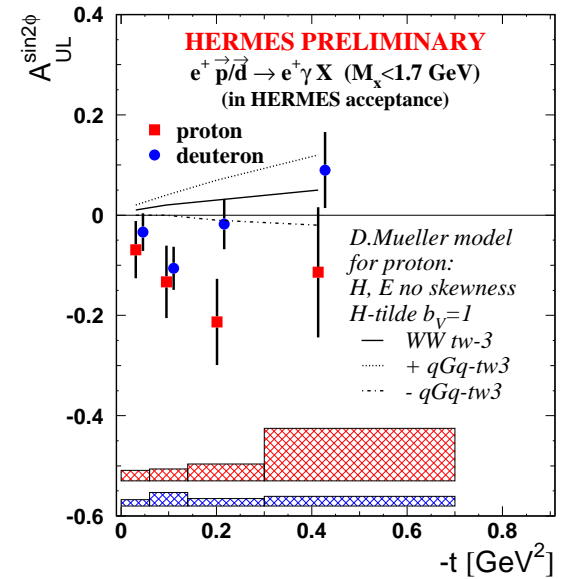 A_UL^sin2ϕ
0.4
0.2
0
-0.2
-0.4
-0.6
HERMES PRELIMINARY
e⁺ p⃗/d⃗ → e⁺ γ X (Mₓ<1.7 GeV)
(in HERMES acceptance)
proton
deuteron
D.Mueller model
for proton:
H, E no skewness
H-tilde b_V=1
WW tw-3
+ qGq-tw3
- qGq-tw3
0 0.2 0.4 0.6 0.8
-t [GeV²]